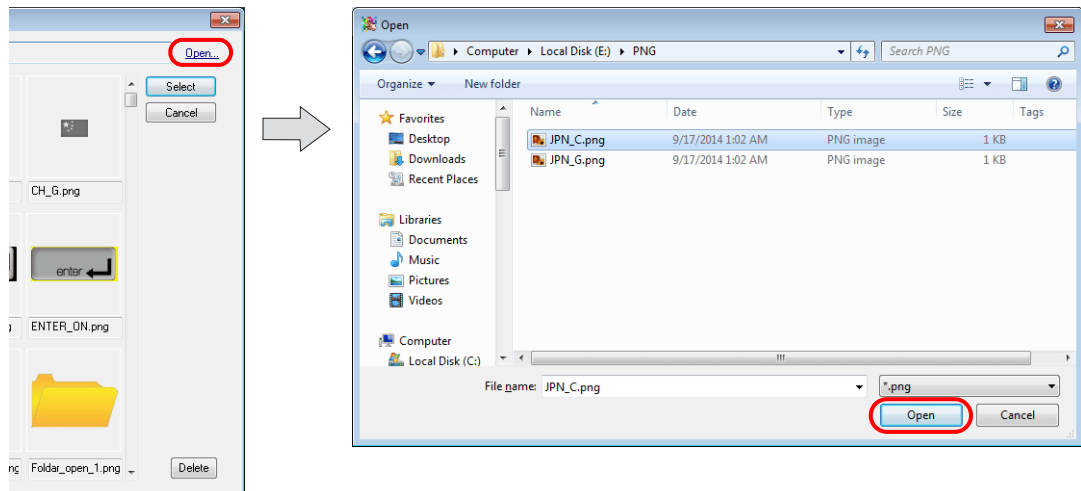 Open...
Select
Cancel
CH_G.png
enter
ENTER_ON.png
Foldar_open_1.png
Delete
Open
Computer
Local Disk (E:)
PNG
Search PNG
Organize
New folder
Name Date Type Size Tags
Favorites
Desktop
Downloads
Recent Places
Libraries
Documents
Music
Pictures
Videos
Computer
Local Disk (C:)
JPN_C.png 9/17/2014 1:02 AM PNG image 1 KB
JPN_G.png 9/17/2014 1:02 AM PNG image 1 KB
File name: JPN_C.png
*.png
Open
Cancel